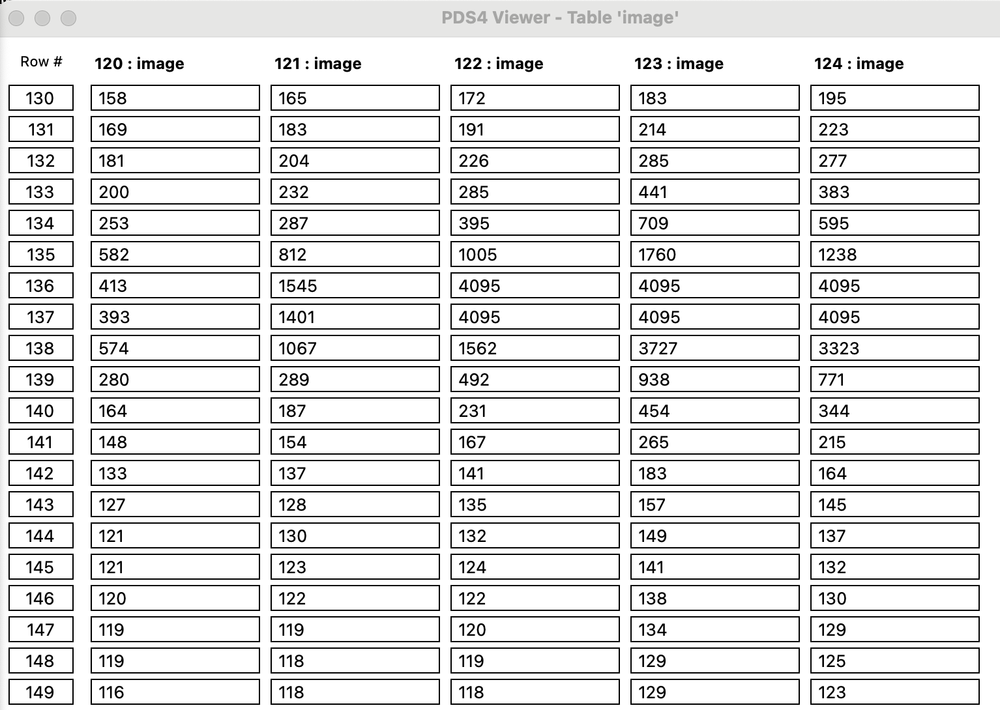 PDS4 Viewer - Table 'image'
Row # 120 : image 121 : image 122 : image 123 : image 124 : image
130 158 165 172 183 195
131 169 183 191 214 223
132 181 204 226 285 277
133 200 232 285 441 383
134 253 287 395 709 595
135 582 812 1005 1760 1238
136 413 1545 4095 4095 4095
137 393 1401 4095 4095 4095
138 574 1067 1562 3727 3323
139 280 289 492 938 771
140 164 187 231 454 344
141 148 154 167 265 215
142 133 137 141 183 164
143 127 128 135 157 145
144 121 130 132 149 137
145 121 123 124 141 132
146 120 122 122 138 130
147 119 119 120 134 129
148 119 118 119 129 125
149 116 118 118 129 123